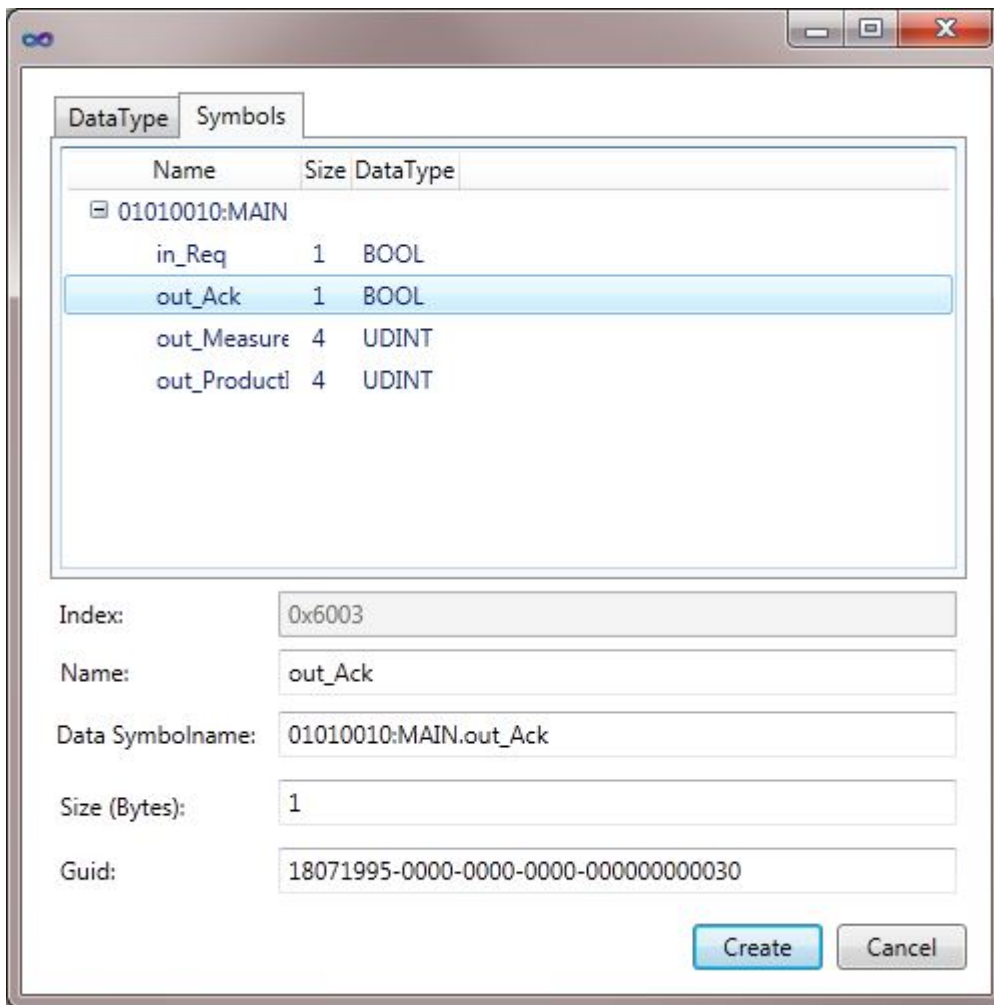 DataType Symbols
Name Size DataType
01010010:MAIN
in_Req 1 BOOL
out_Ack 1 BOOL
out_Measure 4 UDINT
out_Product 4 UDINT
Index: 0x6003
Name: out_Ack
Data Symbolname: 01010010:MAIN.out_Ack
Size (Bytes): 1
Guid: 18071995-0000-0000-0000-000000000030
Create Cancel